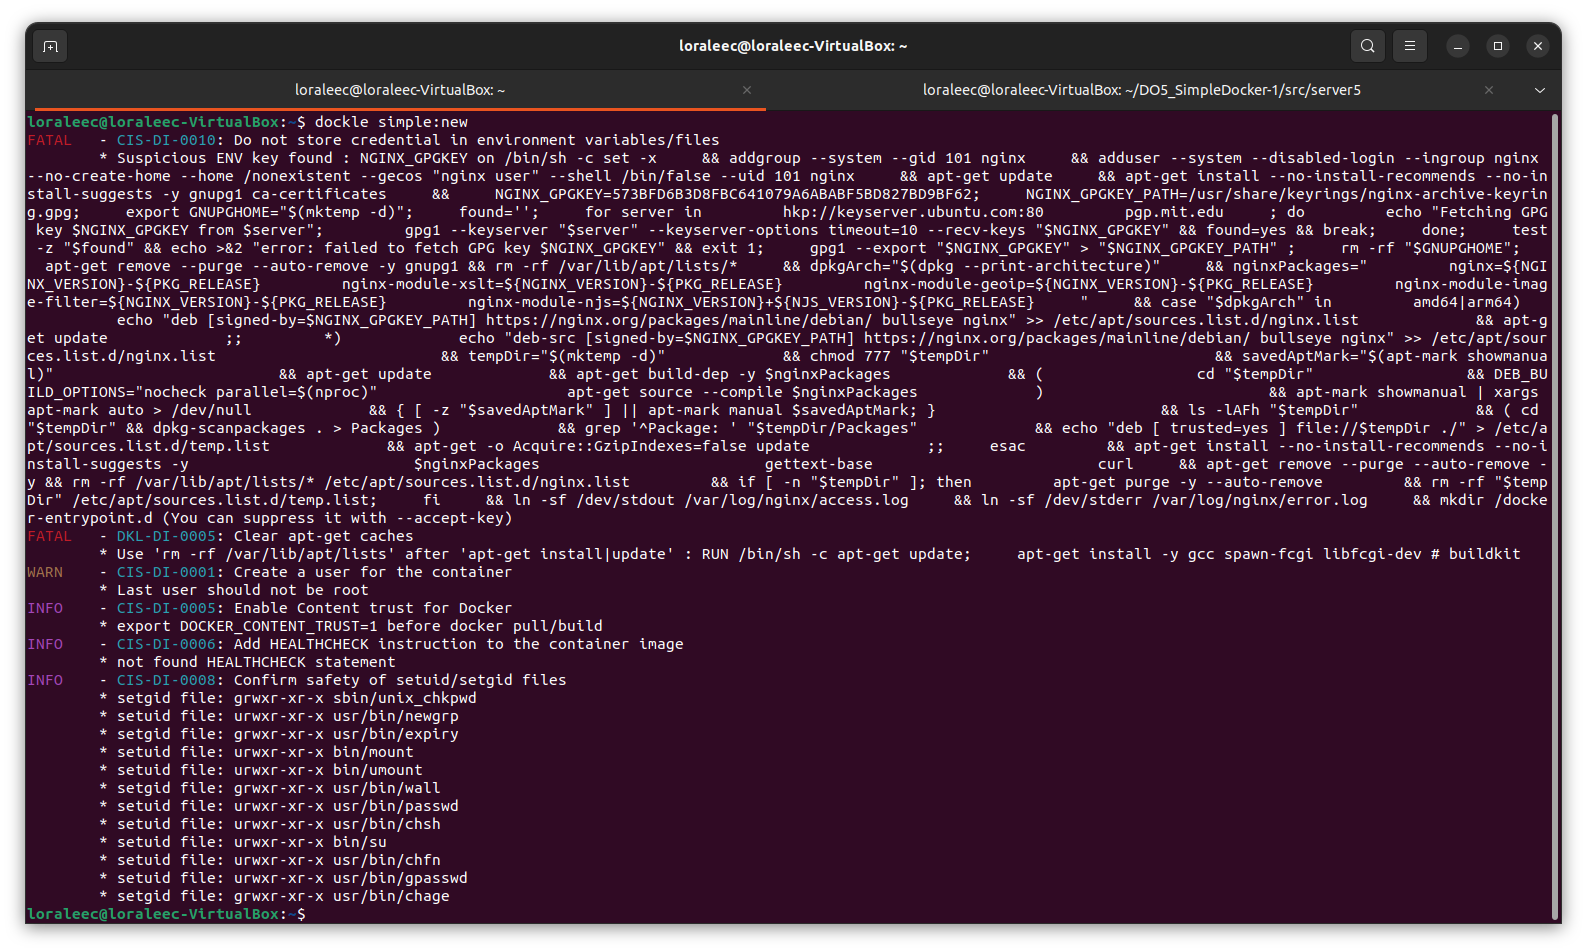 loraleec@loraleec-VirtualBox: ~
loraleec@loraleec-VirtualBox: ~
loraleec@loraleec-VirtualBox: ~/DO5_SimpleDocker-1/src/server5
loraleec@loraleec-VirtualBox:~$ dockle simple:new
FATAL   - CIS-DI-0010: Do not store credential in environment variables/files
        * Suspicious ENV key found : NGINX_GPGKEY on /bin/sh -c set -x     && addgroup --system --gid 101 nginx     && adduser --system --disabled-login --ingroup nginx
--no-create-home --home /nonexistent --gecos "nginx user" --shell /bin/false --uid 101 nginx     && apt-get update     && apt-get install --no-install-recommends --no-in
stall-suggests -y gnupg1 ca-certificates     &&     NGINX_GPGKEY=573BFD6B3D8FBC641079A6ABABF5BD827BD9BF62;     NGINX_GPGKEY_PATH=/usr/share/keyrings/nginx-archive-keyrin
g.gpg;     export GNUPGHOME="$(mktemp -d)";     found='';     for server in         hkp://keyserver.ubuntu.com:80         pgp.mit.edu     ; do         echo "Fetching GPG
 key $NGINX_GPGKEY from $server";         gpg1 --keyserver "$server" --keyserver-options timeout=10 --recv-keys "$NGINX_GPGKEY" && found=yes && break;     done;     test
 -z "$found" && echo >&2 "error: failed to fetch GPG key $NGINX_GPGKEY" && exit 1;     gpg1 --export "$NGINX_GPGKEY" > "$NGINX_GPGKEY_PATH" ;     rm -rf "$GNUPGHOME";
  apt-get remove --purge --auto-remove -y gnupg1 && rm -rf /var/lib/apt/lists/*     && dpkgArch="$(dpkg --print-architecture)"     && nginxPackages="         nginx=${NGI
NX_VERSION}-${PKG_RELEASE}         nginx-module-xslt=${NGINX_VERSION}-${PKG_RELEASE}         nginx-module-geoip=${NGINX_VERSION}-${PKG_RELEASE}         nginx-module-imag
e-filter=${NGINX_VERSION}-${PKG_RELEASE}         nginx-module-njs=${NGINX_VERSION}+${NJS_VERSION}-${PKG_RELEASE}     "     && case "$dpkgArch" in         amd64|arm64)
          echo "deb [signed-by=$NGINX_GPGKEY_PATH] https://nginx.org/packages/mainline/debian/ bullseye nginx" >> /etc/apt/sources.list.d/nginx.list             && apt-g
et update             ;;         *)             echo "deb-src [signed-by=$NGINX_GPGKEY_PATH] https://nginx.org/packages/mainline/debian/ bullseye nginx" >> /etc/apt/sour
ces.list.d/nginx.list                         && tempDir="$(mktemp -d)"             && chmod 777 "$tempDir"                         && savedAptMark="$(apt-mark showmanua
l)"                         && apt-get update             && apt-get build-dep -y $nginxPackages             && (                 cd "$tempDir"                 && DEB_BU
ILD_OPTIONS="nocheck parallel=$(nproc)"                     apt-get source --compile $nginxPackages             )                         && apt-mark showmanual | xargs
apt-mark auto > /dev/null             && { [ -z "$savedAptMark" ] || apt-mark manual $savedAptMark; }                         && ls -lAFh "$tempDir"             && ( cd
"$tempDir" && dpkg-scanpackages . > Packages )             && grep '^Package: ' "$tempDir/Packages"             && echo "deb [ trusted=yes ] file://$tempDir ./" > /etc/a
pt/sources.list.d/temp.list             && apt-get -o Acquire::GzipIndexes=false update             ;;     esac         && apt-get install --no-install-recommends --no-i
nstall-suggests -y                         $nginxPackages                         gettext-base                         curl     && apt-get remove --purge --auto-remove -
y && rm -rf /var/lib/apt/lists/* /etc/apt/sources.list.d/nginx.list         && if [ -n "$tempDir" ]; then         apt-get purge -y --auto-remove         && rm -rf "$temp
Dir" /etc/apt/sources.list.d/temp.list;     fi     && ln -sf /dev/stdout /var/log/nginx/access.log     && ln -sf /dev/stderr /var/log/nginx/error.log     && mkdir /docke
r-entrypoint.d (You can suppress it with --accept-key)
FATAL   - DKL-DI-0005: Clear apt-get caches
        * Use 'rm -rf /var/lib/apt/lists' after 'apt-get install|update' : RUN /bin/sh -c apt-get update;     apt-get install -y gcc spawn-fcgi libfcgi-dev # buildkit
WARN    - CIS-DI-0001: Create a user for the container
        * Last user should not be root
INFO    - CIS-DI-0005: Enable Content trust for Docker
        * export DOCKER_CONTENT_TRUST=1 before docker pull/build
INFO    - CIS-DI-0006: Add HEALTHCHECK instruction to the container image
        * not found HEALTHCHECK statement
INFO    - CIS-DI-0008: Confirm safety of setuid/setgid files
        * setgid file: grwxr-xr-x sbin/unix_chkpwd
        * setuid file: urwxr-xr-x usr/bin/newgrp
        * setgid file: grwxr-xr-x usr/bin/expiry
        * setuid file: urwxr-xr-x bin/mount
        * setuid file: urwxr-xr-x bin/umount
        * setgid file: grwxr-xr-x usr/bin/wall
        * setuid file: urwxr-xr-x usr/bin/passwd
        * setuid file: urwxr-xr-x usr/bin/chsh
        * setuid file: urwxr-xr-x bin/su
        * setuid file: urwxr-xr-x usr/bin/chfn
        * setuid file: urwxr-xr-x usr/bin/gpasswd
        * setgid file: grwxr-xr-x usr/bin/chage
loraleec@loraleec-VirtualBox:~$